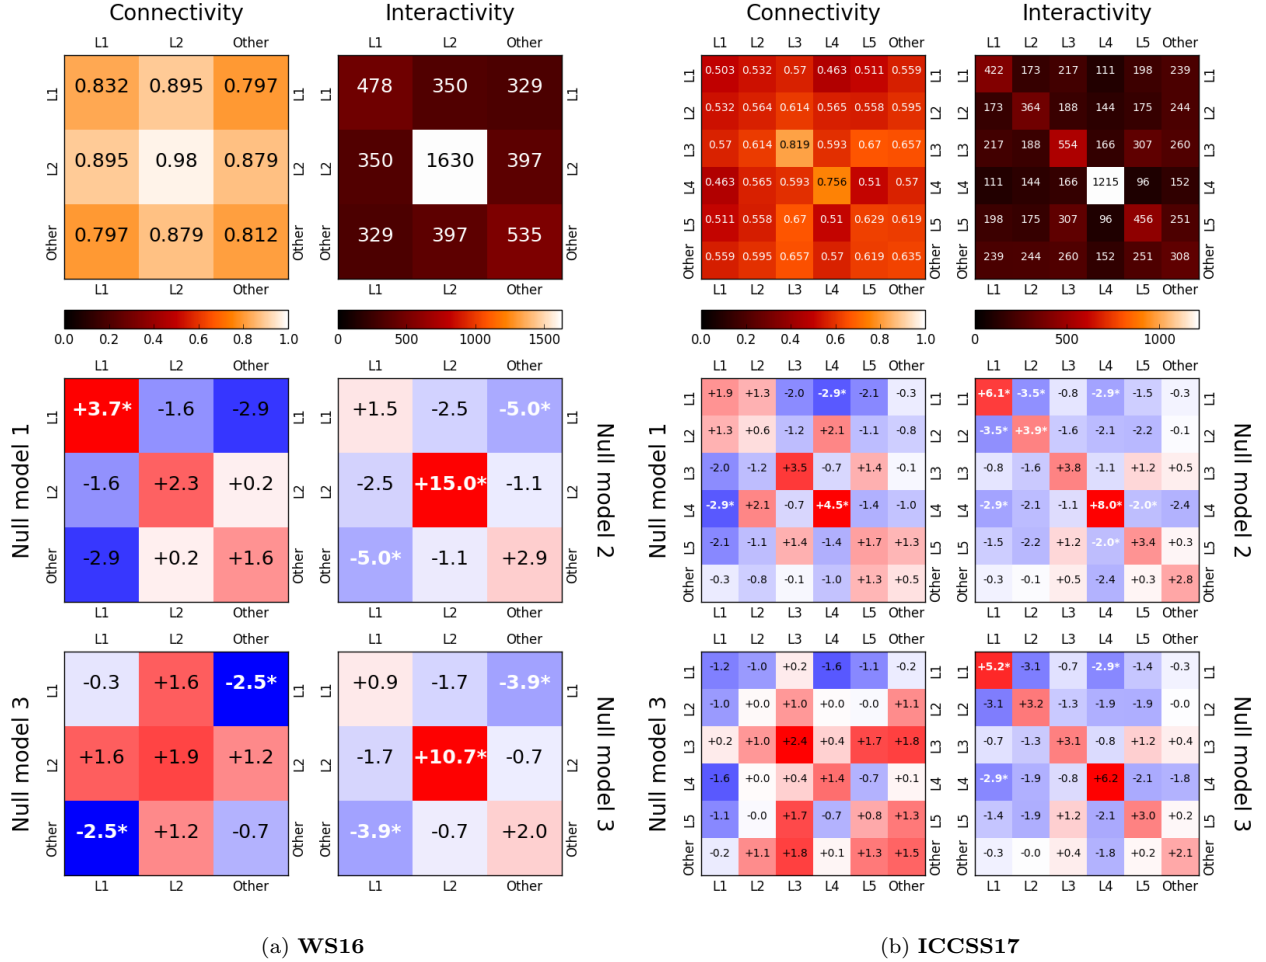 Connectivity
L1 L2 Other
L1 0.832 0.895 0.797 L1
L2 0.895 0.98 0.879 L2
Other 0.797 0.879 0.812 Other
L1 L2 Other
0.0 0.2 0.4 0.6 0.8 1.0
Interactivity
L1 L2 Other
478 350 329
350 1630 397
329 397 535
L1 L2 Other
0 500 1000 1500
Null model 1
L1 L2 Other
L1 +3.7* -1.6 -2.9 L1
L2 -1.6 +2.3 +0.2 L2
Other -2.9 +0.2 +1.6 Other
L1 L2 Other
Null model 2
L1 L2 Other
+1.5 -2.5 -5.0* L1
-2.5 +15.0* -1.1 L2
-5.0* -1.1 +2.9 Other
L1 L2 Other
Null model 3
L1 L2 Other
L1 -0.3 +1.6 -2.5* L1
L2 +1.6 +1.9 +1.2 L2
Other -2.5* +1.2 -0.7 Other
L1 L2 Other
Null model 3
L1 L2 Other
+0.9 -1.7 -3.9* L1
-1.7 +10.7* -0.7 L2
-3.9* -0.7 +2.0 Other
L1 L2 Other
(a) WS16
Connectivity
L1 L2 L3 L4 L5 Other
L1 0.503 0.532 0.57 0.463 0.511 0.559 L1
L2 0.532 0.564 0.614 0.565 0.558 0.595 L2
L3 0.57 0.614 0.819 0.593 0.67 0.657 L3
L4 0.463 0.565 0.593 0.756 0.51 0.57 L4
L5 0.511 0.558 0.67 0.51 0.629 0.619 L5
Other 0.559 0.595 0.657 0.57 0.619 0.635 Other
L1 L2 L3 L4 L5 Other
0.0 0.2 0.4 0.6 0.8 1.0
Interactivity
L1 L2 L3 L4 L5 Other
422 173 217 111 198 239
173 364 188 144 175 244
217 188 554 166 307 260
111 144 166 1215 96 152
198 175 307 96 456 251
239 244 260 152 251 308
L1 L2 L3 L4 L5 Other
0 500 1000
Null model 1
L1 L2 L3 L4 L5 Other
L1 +1.9 +1.3 -2.0 -2.9* -2.1 -0.3 L1
L2 +1.3 +0.6 -1.2 +2.1 -1.1 -0.8 L2
L3 -2.0 -1.2 +3.5 -0.7 +1.4 -0.1 L3
L4 -2.9* +2.1 -0.7 +4.5* -1.4 -1.0 L4
L5 -2.1 -1.1 +1.4 -1.4 +1.7 +1.3 L5
Other -0.3 -0.8 -0.1 -1.0 +1.3 +0.5 Other
L1 L2 L3 L4 L5 Other
Null model 2
L1 L2 L3 L4 L5 Other
+6.1* -3.5* -0.8 -2.9* -1.5 -0.3 L1
-3.5* +3.9* -1.6 -2.1 -2.2 -0.1 L2
-0.8 -1.6 +3.8 -1.1 +1.2 +0.5 L3
-2.9* -2.1 -1.1 +8.0* -2.0* -2.4 L4
-1.5 -2.2 +1.2 -2.0* +3.4 +0.3 L5
-0.3 -0.1 +0.5 -2.4 +0.3 +2.8 Other
L1 L2 L3 L4 L5 Other
Null model 3
L1 L2 L3 L4 L5 Other
L1 -1.2 -1.0 +0.2 -1.6 -1.1 -0.2 L1
L2 -1.0 +0.0 +1.0 +0.0 -0.0 +1.1 L2
L3 +0.2 +1.0 +2.4 +0.4 +1.7 +1.8 L3
L4 -1.6 +0.0 +0.4 +1.4 -0.7 +0.1 L4
L5 -1.1 -0.0 +1.7 -0.7 +0.8 +1.3 L5
Other -0.2 +1.1 +1.8 +0.1 +1.3 +1.5 Other
L1 L2 L3 L4 L5 Other
Null model 3
L1 L2 L3 L4 L5 Other
+5.2* -3.1 -0.7 -2.9* -1.4 -0.3 L1
-3.1 +3.2 -1.3 -1.9 -1.9 -0.0 L2
-0.7 -1.3 +3.1 -0.8 +1.2 +0.4 L3
-2.9* -1.9 -0.8 +6.2 -2.1 -1.8 L4
-1.4 -1.9 +1.2 -2.1 +3.0 +0.2 L5
-0.3 -0.0 +0.4 -1.8 +0.2 +2.1 Other
L1 L2 L3 L4 L5 Other
(b) ICCSS17